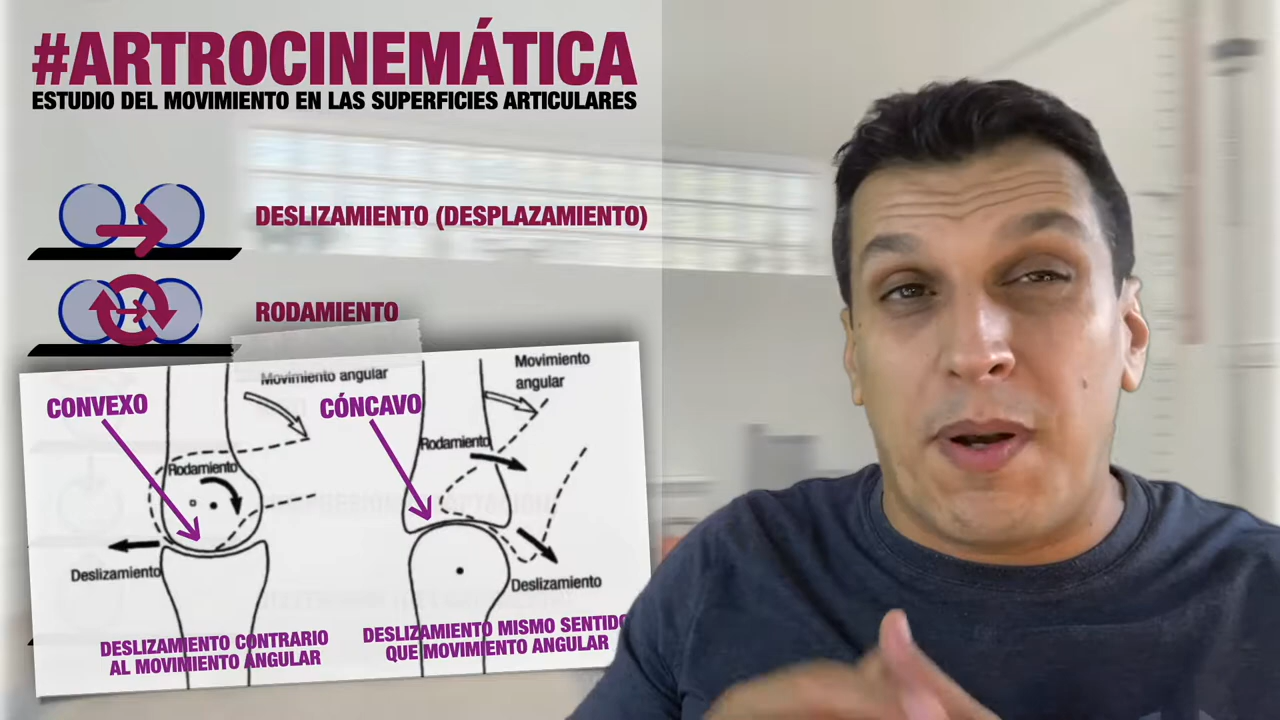 #ARTROCINEMÁTICA
ESTUDIO DEL MOVIMIENTO EN LAS SUPERFICIES ARTICULARES
DESLIZAMIENTO (DESPLAZAMIENTO)
RODAMIENTO
Movimiento angular
Movimiento
angular
CONVEXO
CÓNCAVO
Rodamiento
Rodamiento
Deslizamiento
Deslizamiento
DESLIZAMIENTO CONTRARIO
AL MOVIMIENTO ANGULAR
DESLIZAMIENTO MISMO SENTIDO
QUE MOVIMIENTO ANGULAR